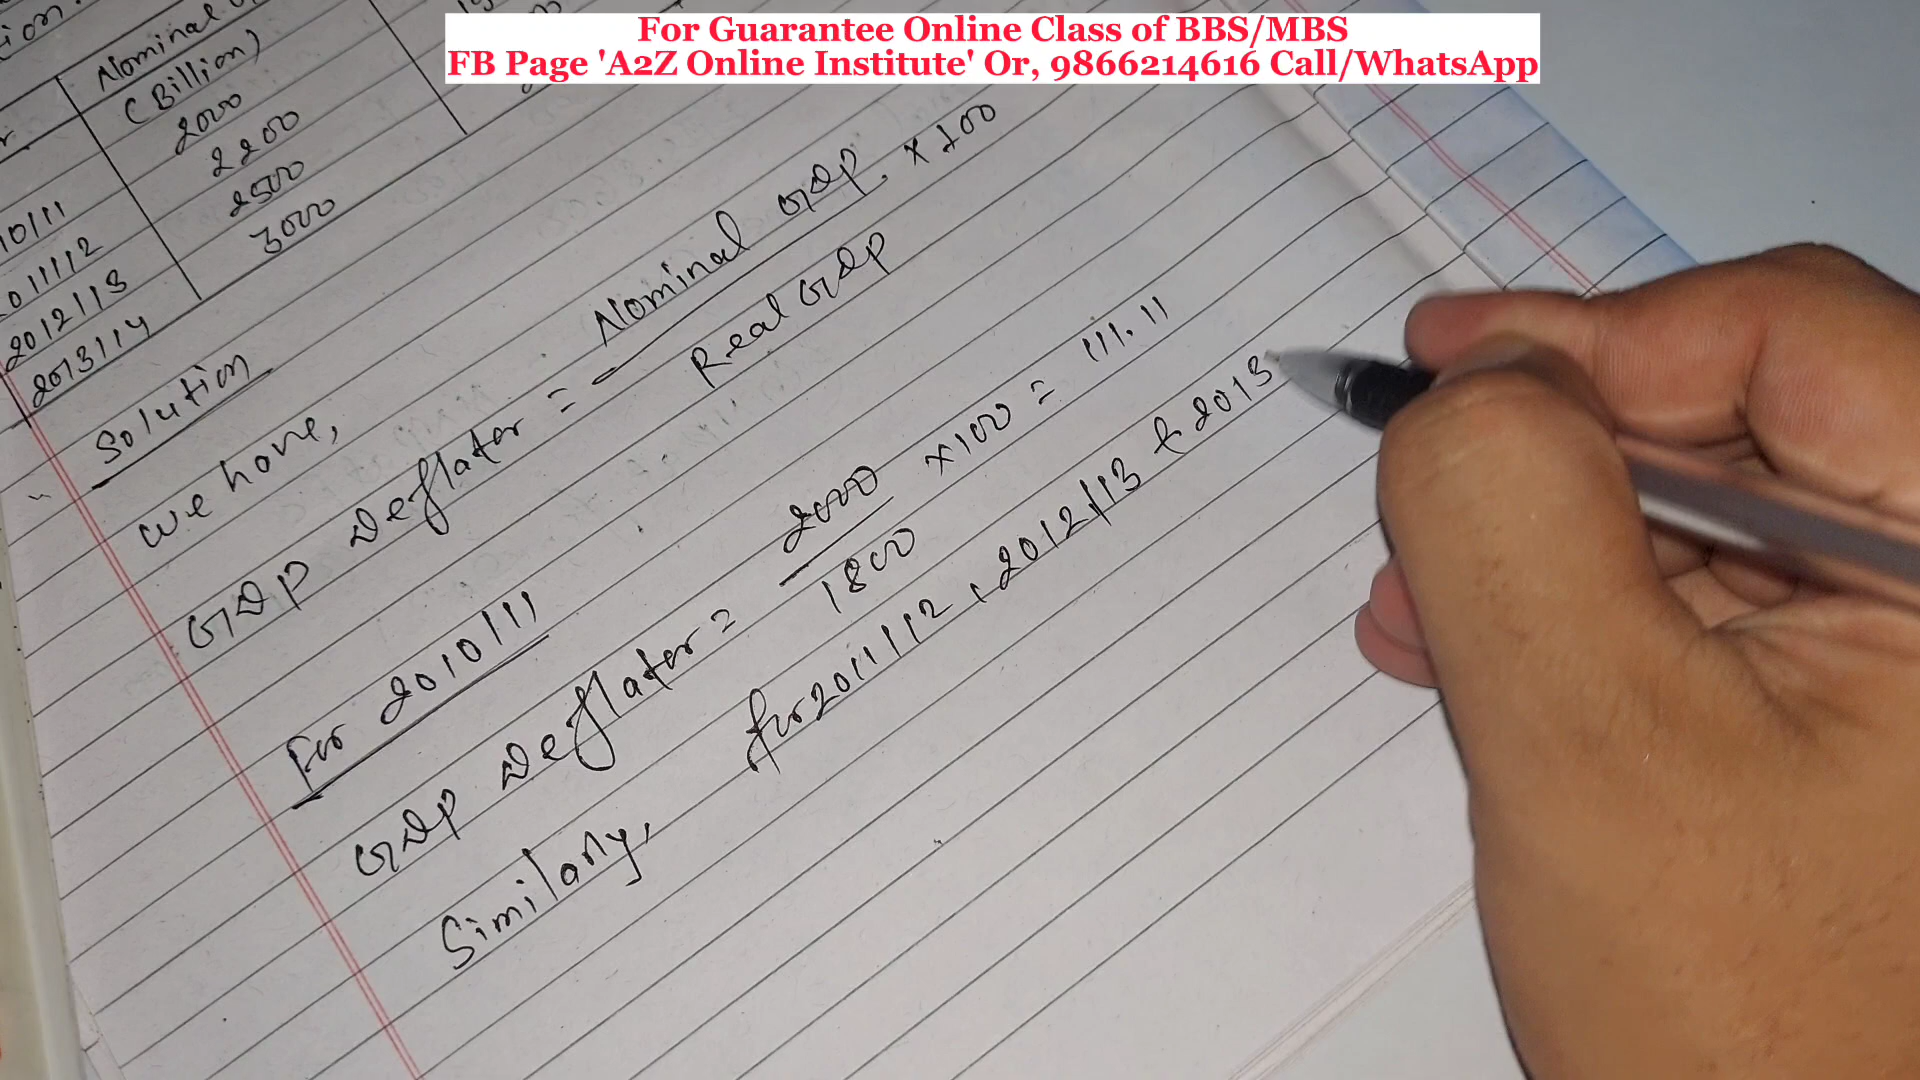 For Guarantee Online Class of BBS/MBS
FB Page 'A2Z Online Institute' Or, 9866214616 Call/WhatsApp
Nominal
(Billion)
2000
2200
2500
3000
10/11
011/12
2012/13
2013/14
Solution
we have,
GDP Deflator = Nominal GDP × 100
Real GDP
For 2010/11
GDP Deflator = 2000 ×100 = 111.11
1800
Similarly, for 2011/12, 2012/13 & 2013